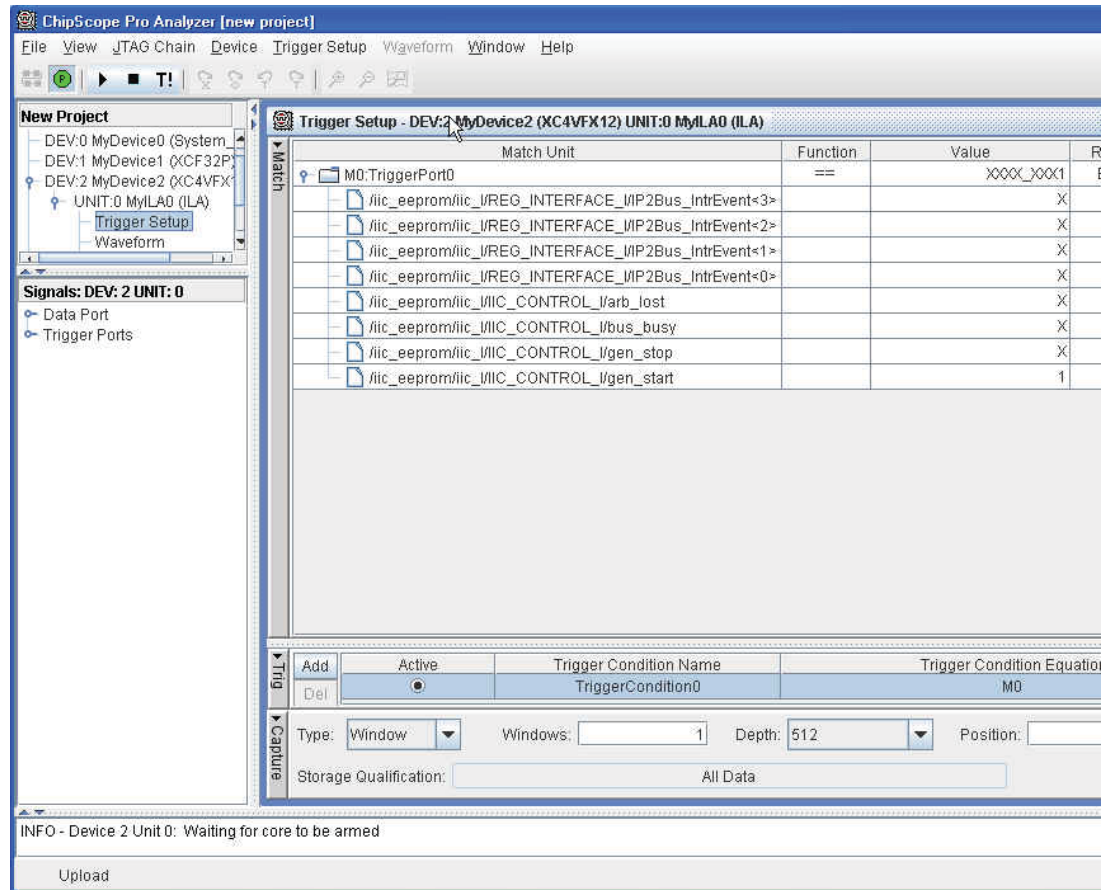 ChipScope Pro Analyzer [new project]
File View JTAG Chain Device Trigger Setup Waveform Window Help
T!
New Project
DEV:0 MyDevice0 (System_
DEV:1 MyDevice1 (XCF32P)
DEV:2 MyDevice2 (XC4VFX1
UNIT:0 MyILA0 (ILA)
Trigger Setup
Waveform
Signals: DEV: 2 UNIT: 0
Data Port
Trigger Ports
Trigger Setup - DEV:2 MyDevice2 (XC4VFX12) UNIT:0 MyILA0 (ILA)
Match
Match Unit Function Value R
M0:TriggerPort0 == XXXX_XXX1
/iic_eeprom/iic_I/REG_INTERFACE_I/IP2Bus_IntrEvent<3> X
/iic_eeprom/iic_I/REG_INTERFACE_I/IP2Bus_IntrEvent<2> X
/iic_eeprom/iic_I/REG_INTERFACE_I/IP2Bus_IntrEvent<1> X
/iic_eeprom/iic_I/REG_INTERFACE_I/IP2Bus_IntrEvent<0> X
/iic_eeprom/iic_I/IIC_CONTROL_I/arb_lost X
/iic_eeprom/iic_I/IIC_CONTROL_I/bus_busy X
/iic_eeprom/iic_I/IIC_CONTROL_I/gen_stop X
/iic_eeprom/iic_I/IIC_CONTROL_I/gen_start 1
Trig
Add Active Trigger Condition Name Trigger Condition Equation
Del TriggerCondition0 M0
Capture
Type: Window Windows: 1 Depth: 512 Position:
Storage Qualification: All Data
INFO - Device 2 Unit 0: Waiting for core to be armed
Upload